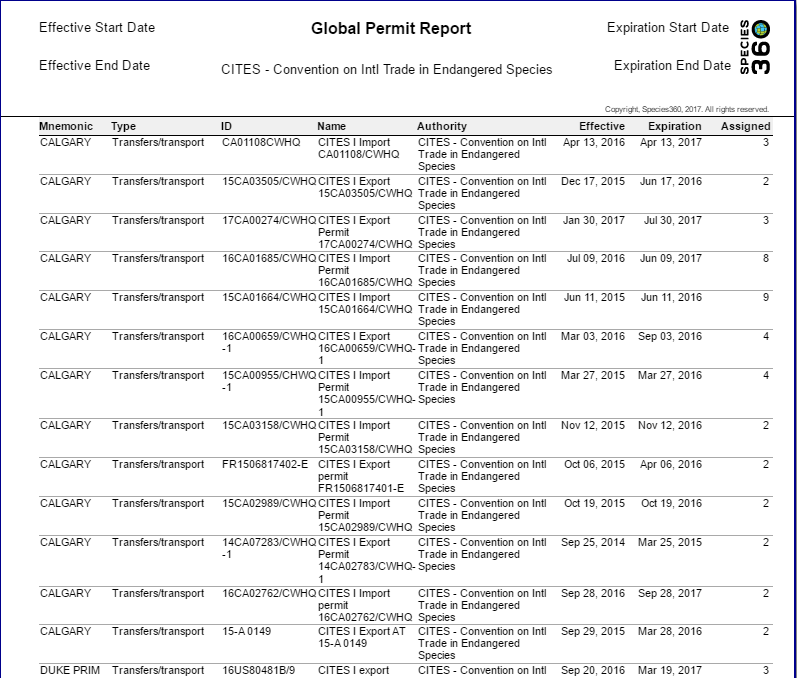 Effective Start Date Global Permit Report Expiration Start Date
SPECIES
360
Effective End Date CITES - Convention on Intl Trade in Endangered Species Expiration End Date
Copyright, Species360, 2017. All rights reserved.
Mnemonic Type ID Name Authority Effective Expiration Assigned
CALGARY Transfers/transport CA01108CWHQ CITES I Import CITES - Convention on Intl Apr 13, 2016 Apr 13, 2017 3
CA01108/CWHQ Trade in Endangered
Species
CALGARY Transfers/transport 15CA03505/CWHQ CITES I Export CITES - Convention on Intl Dec 17, 2015 Jun 17, 2016 2
15CA03505/CWHQ Trade in Endangered
Species
CALGARY Transfers/transport 17CA00274/CWHQ CITES I Export CITES - Convention on Intl Jan 30, 2017 Jul 30, 2017 3
Permit Trade in Endangered
17CA00274/CWHQ Species
CALGARY Transfers/transport 16CA01685/CWHQ CITES I Import CITES - Convention on Intl Jul 09, 2016 Jun 09, 2017 8
Permit Trade in Endangered
16CA01685/CWHQ Species
CALGARY Transfers/transport 15CA01664/CWHQ CITES I Import CITES - Convention on Intl Jun 11, 2015 Jun 11, 2016 9
15CA01664/CWHQ Trade in Endangered
Species
CALGARY Transfers/transport 16CA00659/CWHQ CITES I Export CITES - Convention on Intl Mar 03, 2016 Sep 03, 2016 4
-1 16CA00659/CWHQ- Trade in Endangered
1 Species
CALGARY Transfers/transport 15CA00955/CHWQ CITES I Import CITES - Convention on Intl Mar 27, 2015 Mar 27, 2016 4
-1 Permit Trade in Endangered
15CA00955/CWHQ- Species
1
CALGARY Transfers/transport 15CA03158/CWHQ CITES I Import CITES - Convention on Intl Nov 12, 2015 Nov 12, 2016 2
Permit Trade in Endangered
15CA03158/CWHQ Species
CALGARY Transfers/transport FR1506817402-E CITES I Export CITES - Convention on Intl Oct 06, 2015 Apr 06, 2016 2
permit Trade in Endangered
FR1506817401-E Species
CALGARY Transfers/transport 15CA02989/CWHQ CITES I Import CITES - Convention on Intl Oct 19, 2015 Oct 19, 2016 2
Permit Trade in Endangered
15CA02989/CWHQ Species
CALGARY Transfers/transport 14CA07283/CWHQ CITES I Export CITES - Convention on Intl Sep 25, 2014 Mar 25, 2015 2
-1 Permit Trade in Endangered
14CA02783/CWHQ- Species
1
CALGARY Transfers/transport 16CA02762/CWHQ CITES I Import CITES - Convention on Intl Sep 28, 2016 Sep 28, 2017 2
permit Trade in Endangered
16CA02762/CWHQ Species
CALGARY Transfers/transport 15-A 0149 CITES I Export AT CITES - Convention on Intl Sep 29, 2015 Mar 28, 2016 2
15-A 0149 Trade in Endangered
Species
DUKE PRIM Transfers/transport 16US80481B/9 CITES I export CITES - Convention on Intl Sep 20, 2016 Mar 19, 2017 3